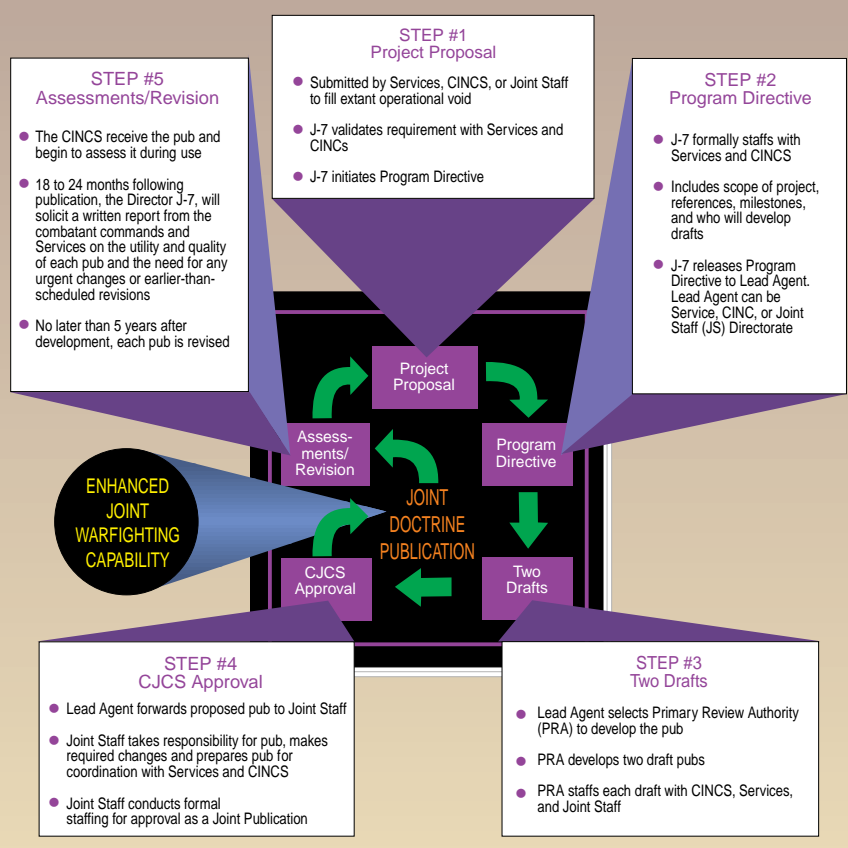 STEP #1
Project Proposal
Submitted by Services, CINCS, or Joint Staff
to fill extant operational void
J-7 validates requirement with Services and
CINCs
J-7 initiates Program Directive
STEP #2
Program Directive
J-7 formally staffs with
Services and CINCS
Includes scope of project,
references, milestones,
and who will develop
drafts
J-7 releases Program
Directive to Lead Agent.
Lead Agent can be
Service, CINC, or Joint
Staff (JS) Directorate
STEP #5
Assessments/Revision
The CINCS receive the pub and
begin to assess it during use
18 to 24 months following
publication, the Director J-7, will
solicit a written report from the
combatant commands and
Services on the utility and quality
of each pub and the need for any
urgent changes or earlier-than-
scheduled revisions
No later than 5 years after
development, each pub is revised
Project
Proposal
Assess-
ments/
Revision
Program
Directive
ENHANCED
JOINT
WARFIGHTING
CAPABILITY
JOINT
DOCTRINE
PUBLICATION
CJCS
Approval
Two
Drafts
STEP #4
CJCS Approval
Lead Agent forwards proposed pub to Joint Staff
Joint Staff takes responsibility for pub, makes
required changes and prepares pub for
coordination with Services and CINCS
Joint Staff conducts formal
staffing for approval as a Joint Publication
STEP #3
Two Drafts
Lead Agent selects Primary Review Authority
(PRA) to develop the pub
PRA develops two draft pubs
PRA staffs each draft with CINCS, Services,
and Joint Staff